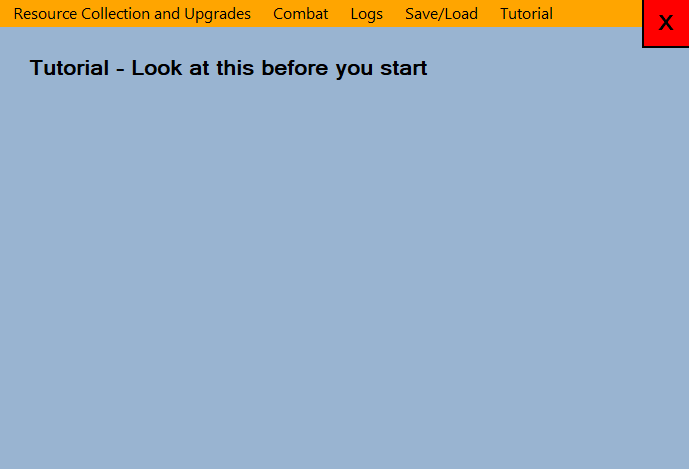 Resource Collection and Upgrades Combat Logs Save/Load Tutorial X
Tutorial - Look at this before you start